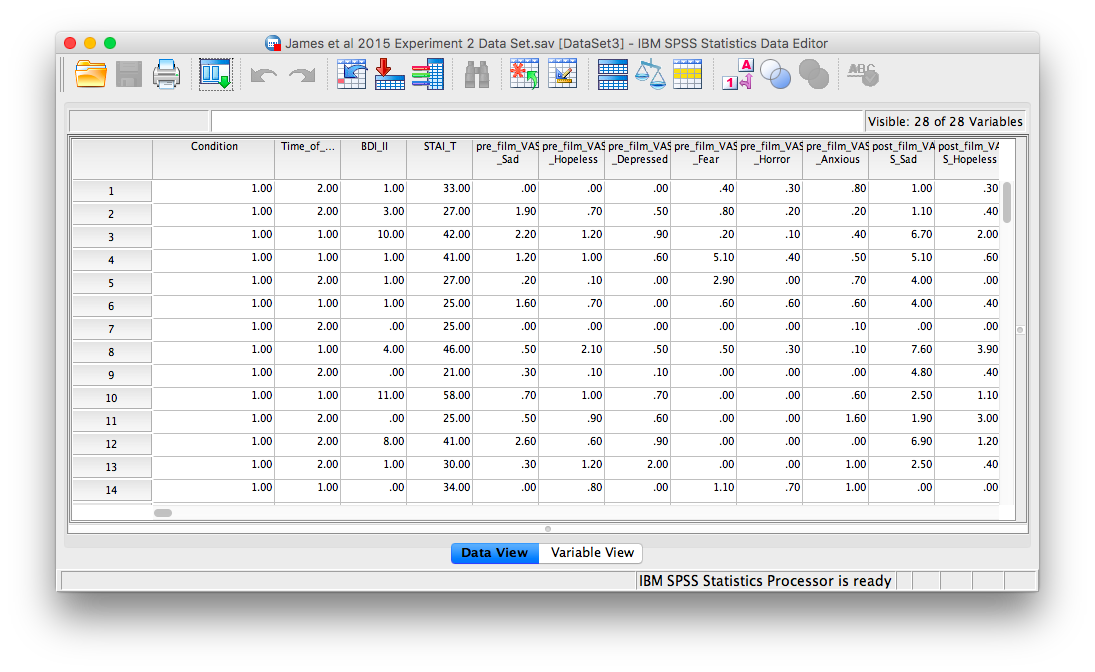 James et al 2015 Experiment 2 Data Set.sav [DataSet3] - IBM SPSS Statistics Data Editor
A
1
ABC
Visible: 28 of 28 Variables
Condition Time_of_... BDI_II STAI_T pre_film_VAS_Sad pre_film_VAS_Hopeless pre_film_VAS_Depressed pre_film_VAS_Fear pre_film_VAS_Horror pre_film_VAS_Anxious post_film_VAS_Sad post_film_VAS_Hopeless
1 1.00 2.00 1.00 33.00 .00 .00 .00 .40 .30 .80 1.00 .30
2 1.00 2.00 3.00 27.00 1.90 .70 .50 .80 .20 .20 1.10 .40
3 1.00 1.00 10.00 42.00 2.20 1.20 .90 .20 .10 .40 6.70 2.00
4 1.00 1.00 1.00 41.00 1.20 1.00 .60 5.10 .40 .50 5.10 .60
5 1.00 2.00 1.00 27.00 .20 .10 .00 2.90 .00 .70 4.00 .00
6 1.00 1.00 1.00 25.00 1.60 .70 .00 .60 .60 .60 4.00 .40
7 1.00 2.00 .00 25.00 .00 .00 .00 .00 .00 .10 .00 .00
8 1.00 1.00 4.00 46.00 .50 2.10 .50 .50 .30 .10 7.60 3.90
9 1.00 2.00 .00 21.00 .30 .10 .10 .00 .00 .00 4.80 .40
10 1.00 1.00 11.00 58.00 .70 1.00 .70 .00 .00 .60 2.50 1.10
11 1.00 2.00 .00 25.00 .50 .90 .60 .00 .00 1.60 1.90 3.00
12 1.00 2.00 8.00 41.00 2.60 .60 .90 .00 .00 .00 6.90 1.20
13 1.00 2.00 1.00 30.00 .30 1.20 2.00 .00 .00 1.00 2.50 .40
14 1.00 1.00 .00 34.00 .00 .80 .00 1.10 .70 1.00 .00 .00
Data View Variable View
IBM SPSS Statistics Processor is ready